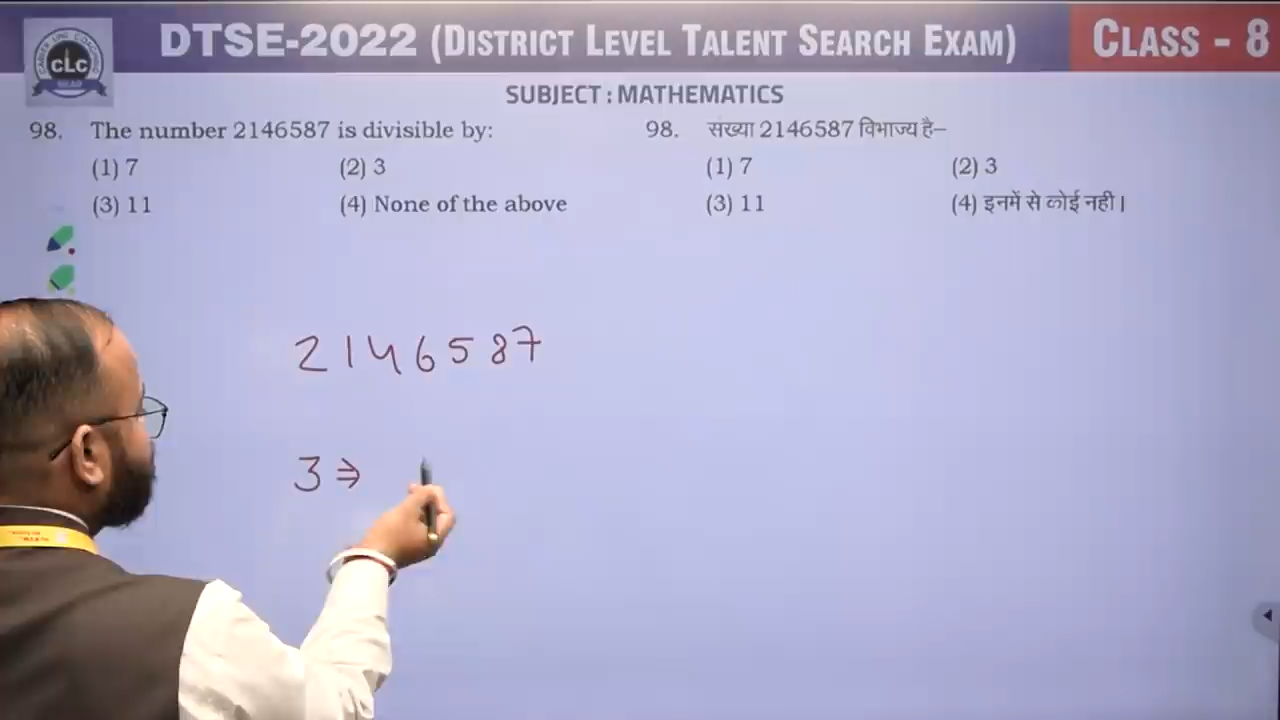 DTSE-2022 (DISTRICT LEVEL TALENT SEARCH EXAM) CLASS - 8
CLC
SUBJECT : MATHEMATICS
98. The number 2146587 is divisible by:
(1) 7 (2) 3
(3) 11 (4) None of the above
98. संख्या 2146587 विभाज्य है–
(1) 7 (2) 3
(3) 11 (4) इनमें से कोई नही।
2146587
3 ⇒